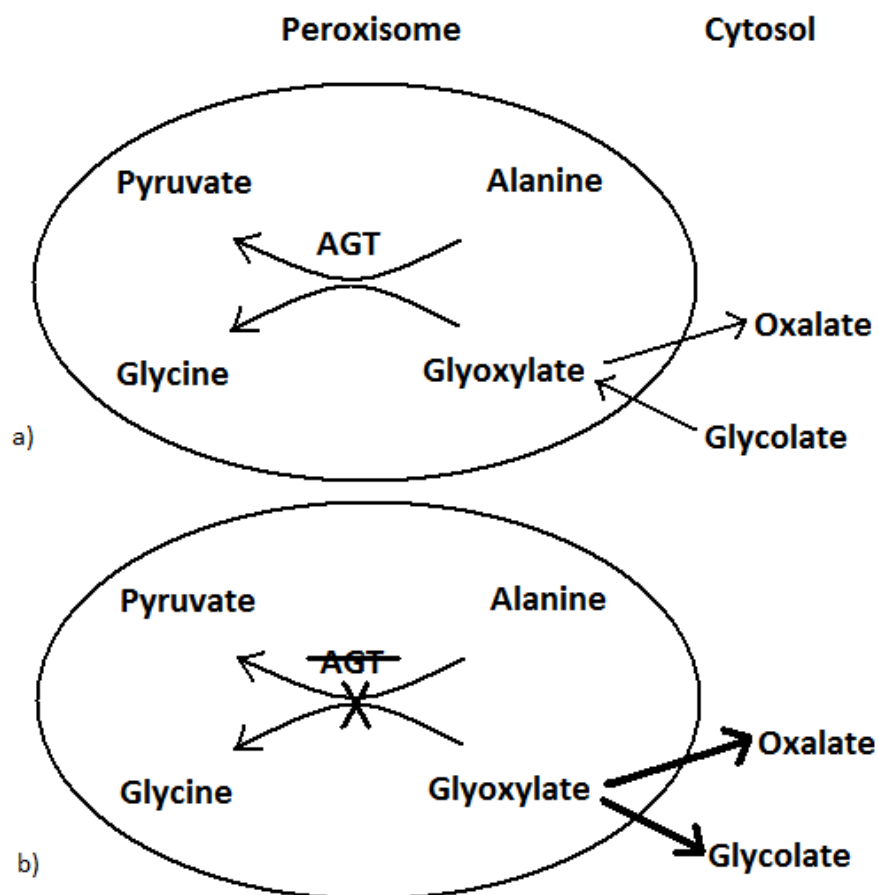 Peroxisome Cytosol
Pyruvate Alanine
AGT
Oxalate
Glycine Glyoxylate
a) Glycolate
Pyruvate Alanine
AGT
Oxalate
Glycine Glyoxylate
b) Glycolate